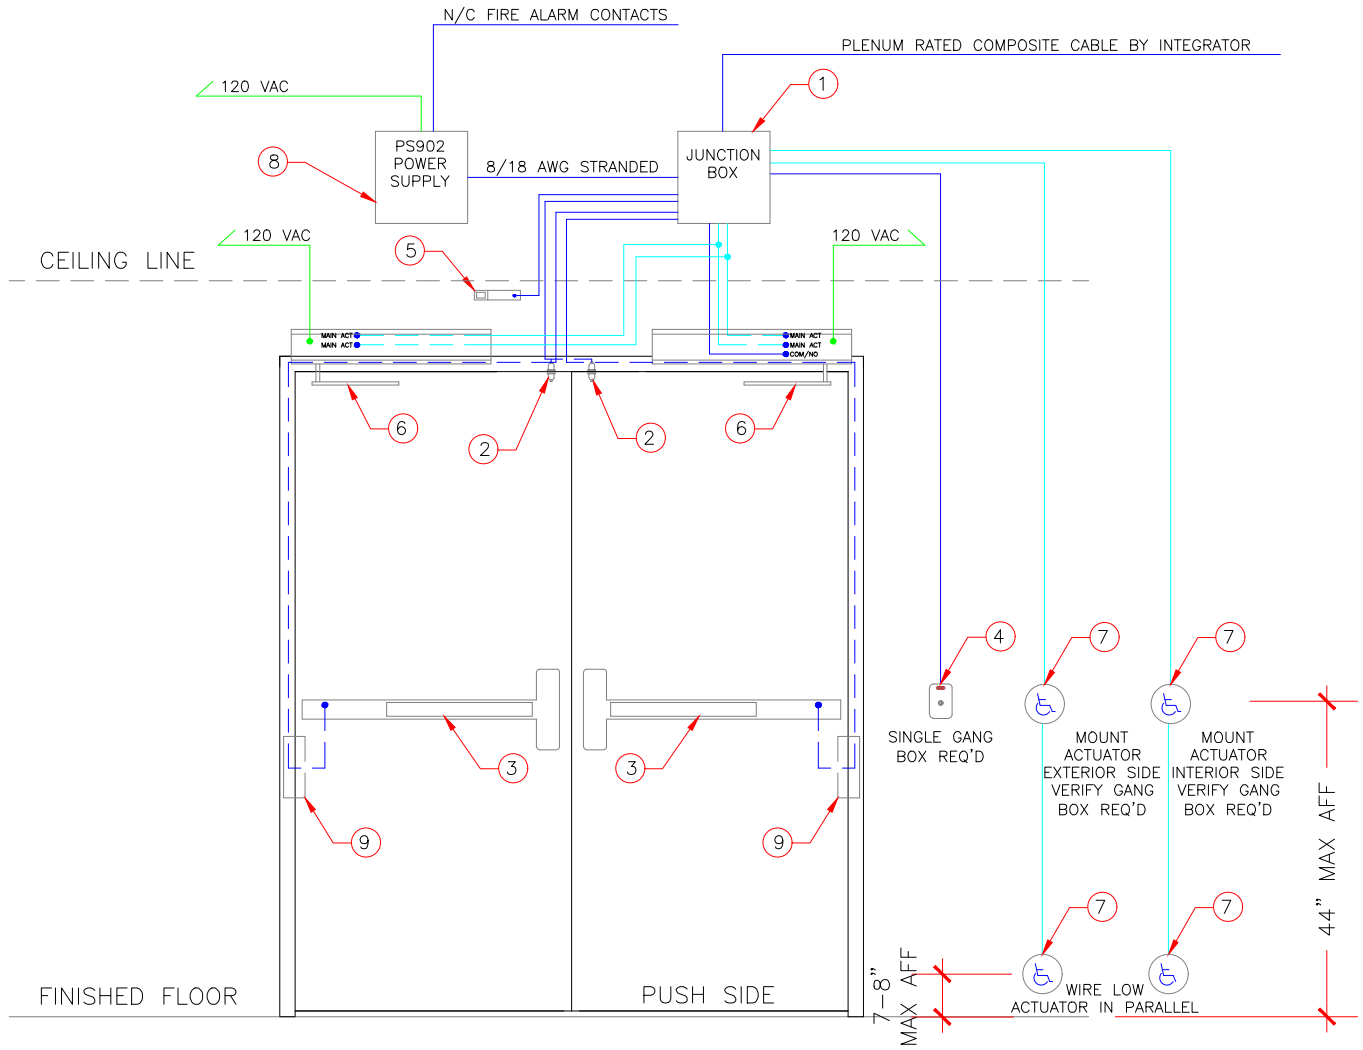 N/C FIRE ALARM CONTACTS
PLENUM RATED COMPOSITE CABLE BY INTEGRATOR
120 VAC
1
PS902
POWER
SUPPLY
8
8/18 AWG STRANDED
JUNCTION
BOX
120 VAC
5
120 VAC
CEILING LINE
MAIN ACT
MAIN ACT
MAIN ACT
MAIN ACT
COM/NO
6
2
2
6
4
7
7
3
3
SINGLE GANG
BOX REQ'D
MOUNT
ACTUATOR
EXTERIOR SIDE
VERIFY GANG
BOX REQ'D
MOUNT
ACTUATOR
INTERIOR SIDE
VERIFY GANG
BOX REQ'D
9
9
44" MAX AFF
7
7
7-8"
MAX AFF
WIRE LOW
ACTUATOR IN PARALLEL
FINISHED FLOOR
PUSH SIDE